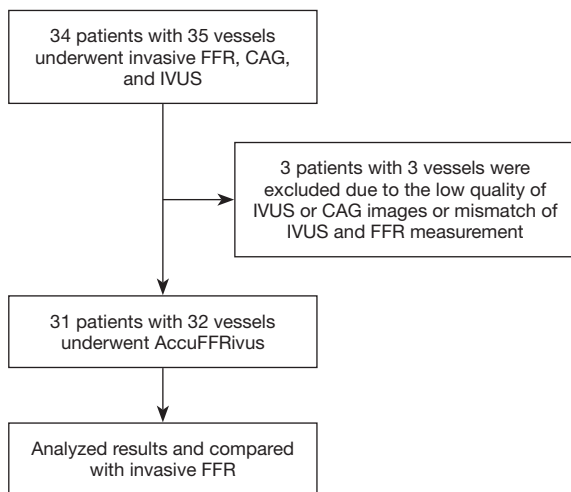 34 patients with 35 vessels
underwent invasive FFR, CAG,
and IVUS
3 patients with 3 vessels were
excluded due to the low quality of
IVUS or CAG images or mismatch of
IVUS and FFR measurement
31 patients with 32 vessels
underwent AccuFFRivus
Analyzed results and compared
with invasive FFR